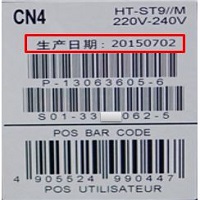 CN4
HT-ST9//M
220V-240V
生产日期：20150702
P-13063605-6
S01-33 062-5
POS BAR CODE
4 905524 990447
POS UTILISATEUR